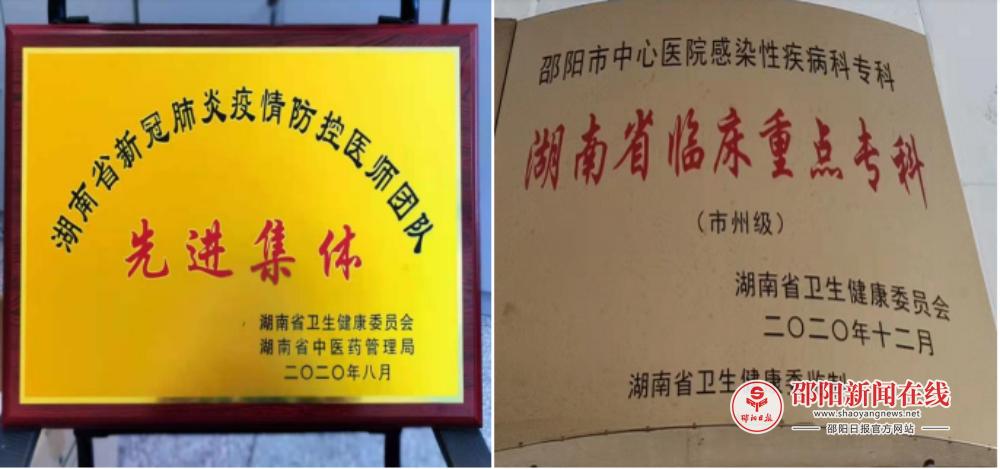 湖南省新冠肺炎疫情防控医师团队
先进集体
湖南省卫生健康委员会
湖南省中医药管理局
二〇二〇年八月
邵阳市中心医院感染性疾病科专科
湖南省临床重点专科
（市州级）
湖南省卫生健康委员会
二〇二〇年十二月
湖南省卫生健康委监制
邵阳新闻在线
www.shaoyangnews.net
邵阳日报官方网站
邵阳日报